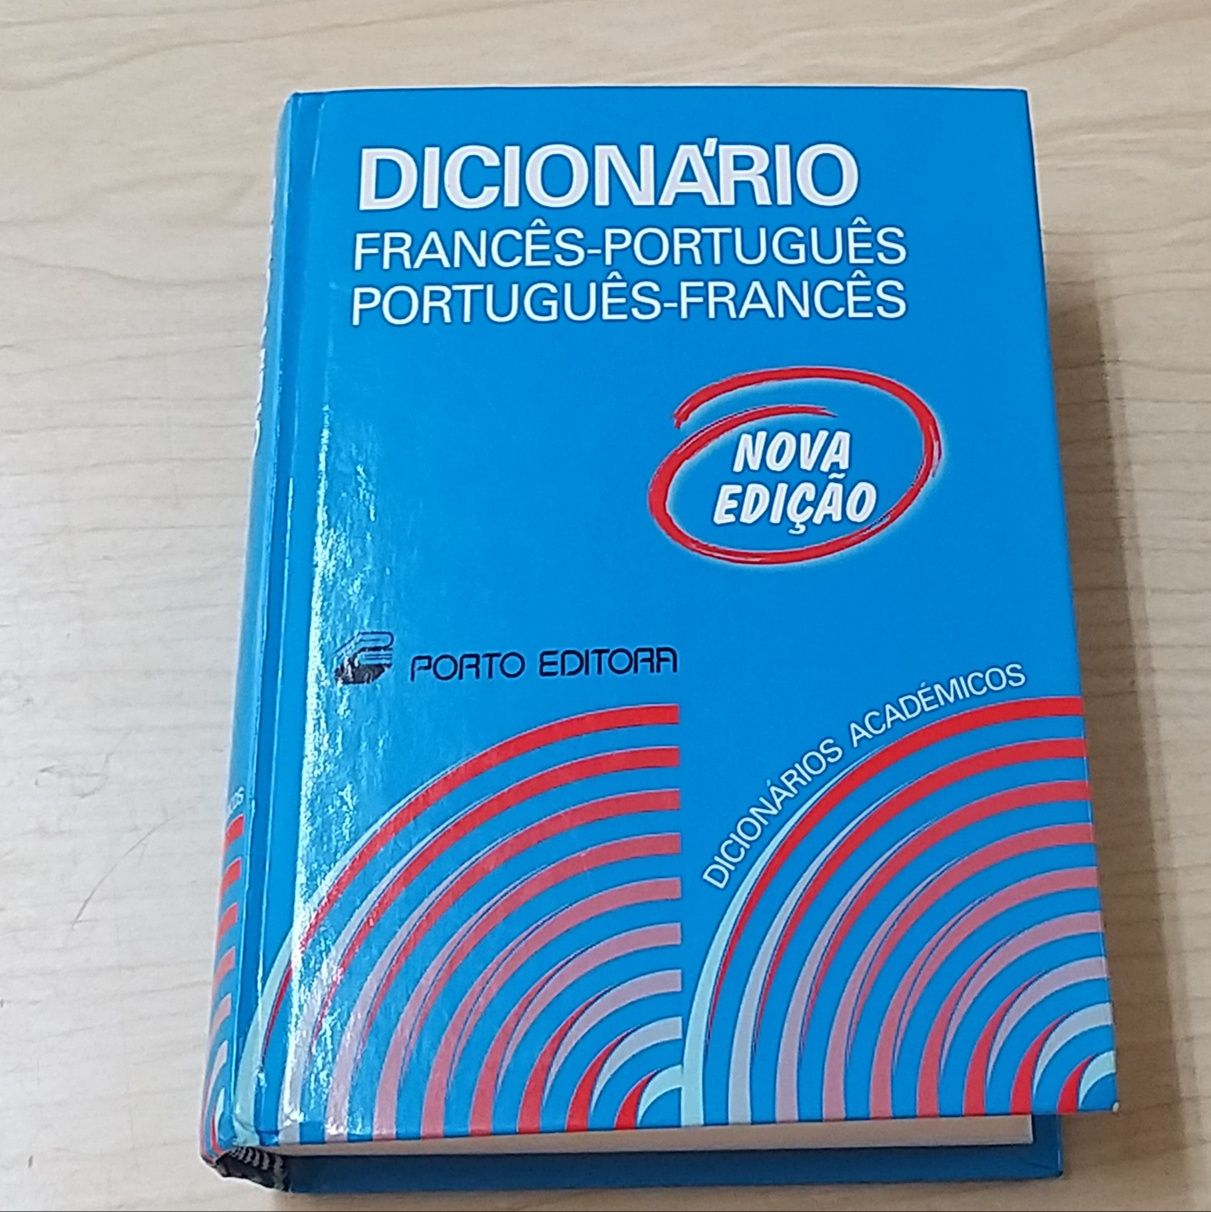 DICIONÁRIO
FRANCÊS-PORTUGUÊS
PORTUGUÊS-FRANCÊS
NOVA
EDIÇÃO
PORTO EDITORA
DICIONÁRIOS ACADÉMICOS